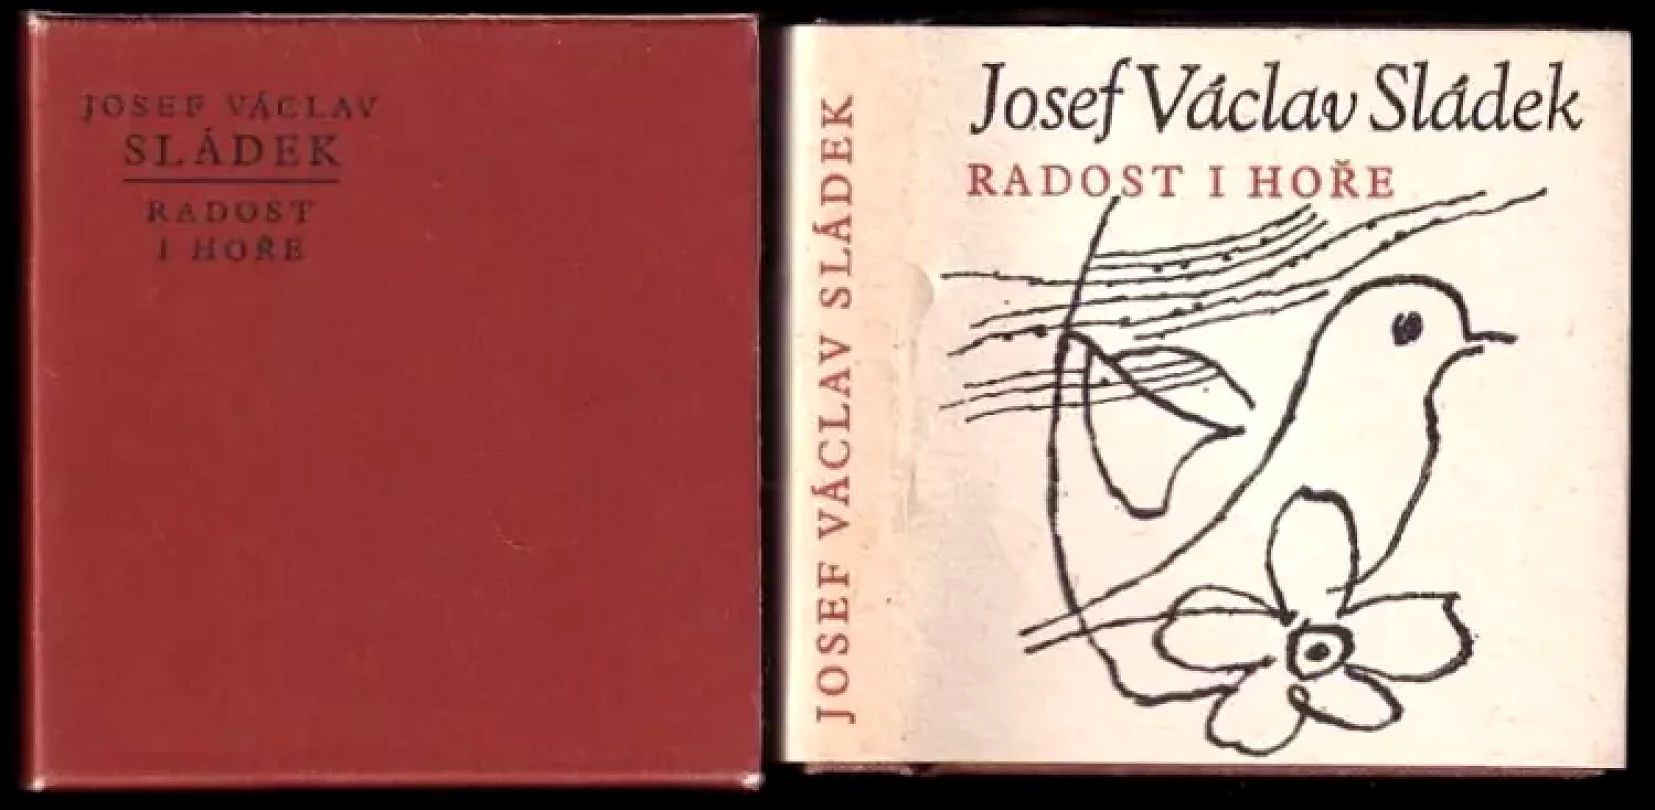 JOSEF VÁCLAV
SLÁDEK
RADOST
I HOŘE
JOSEF VÁCLAV SLÁDEK
Josef Václav Sládek
RADOST I HOŘE